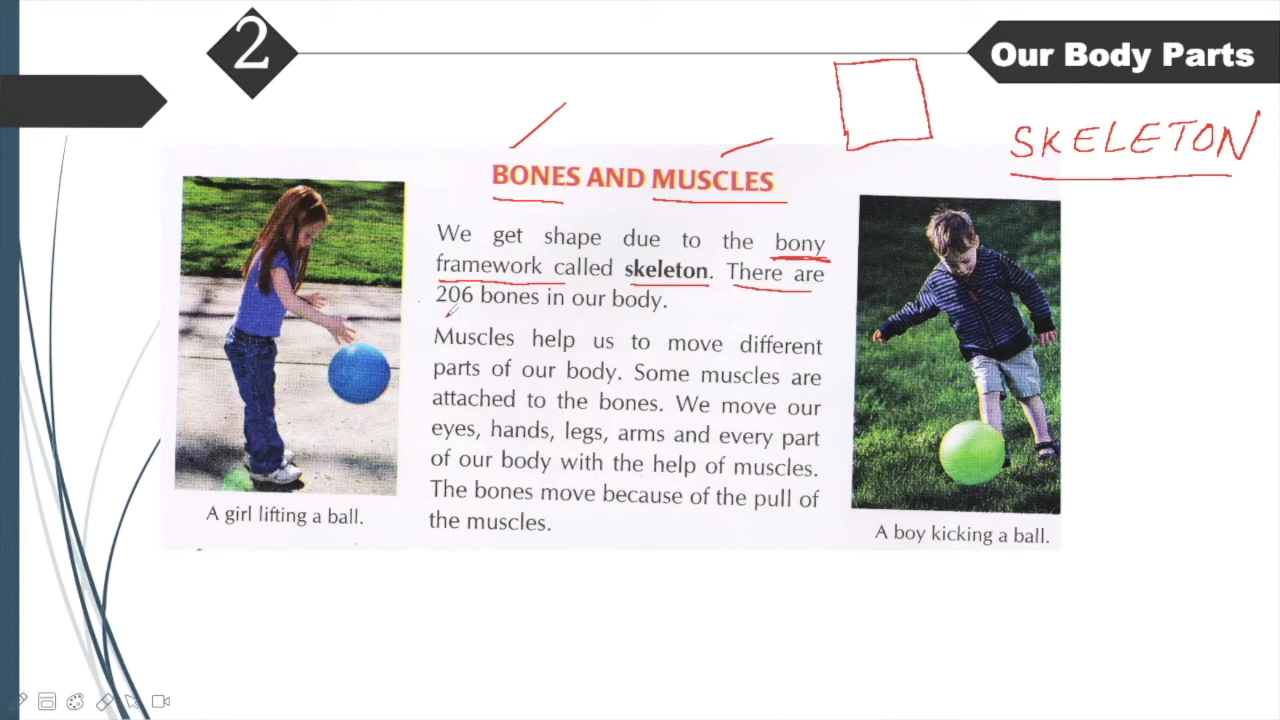 2
Our Body Parts
SKELETON
BONES AND MUSCLES
We get shape due to the bony
framework called skeleton. There are
206 bones in our body.
Muscles help us to move different
parts of our body. Some muscles are
attached to the bones. We move our
eyes, hands, legs, arms and every part
of our body with the help of muscles.
The bones move because of the pull of
the muscles.
A girl lifting a ball.
A boy kicking a ball.